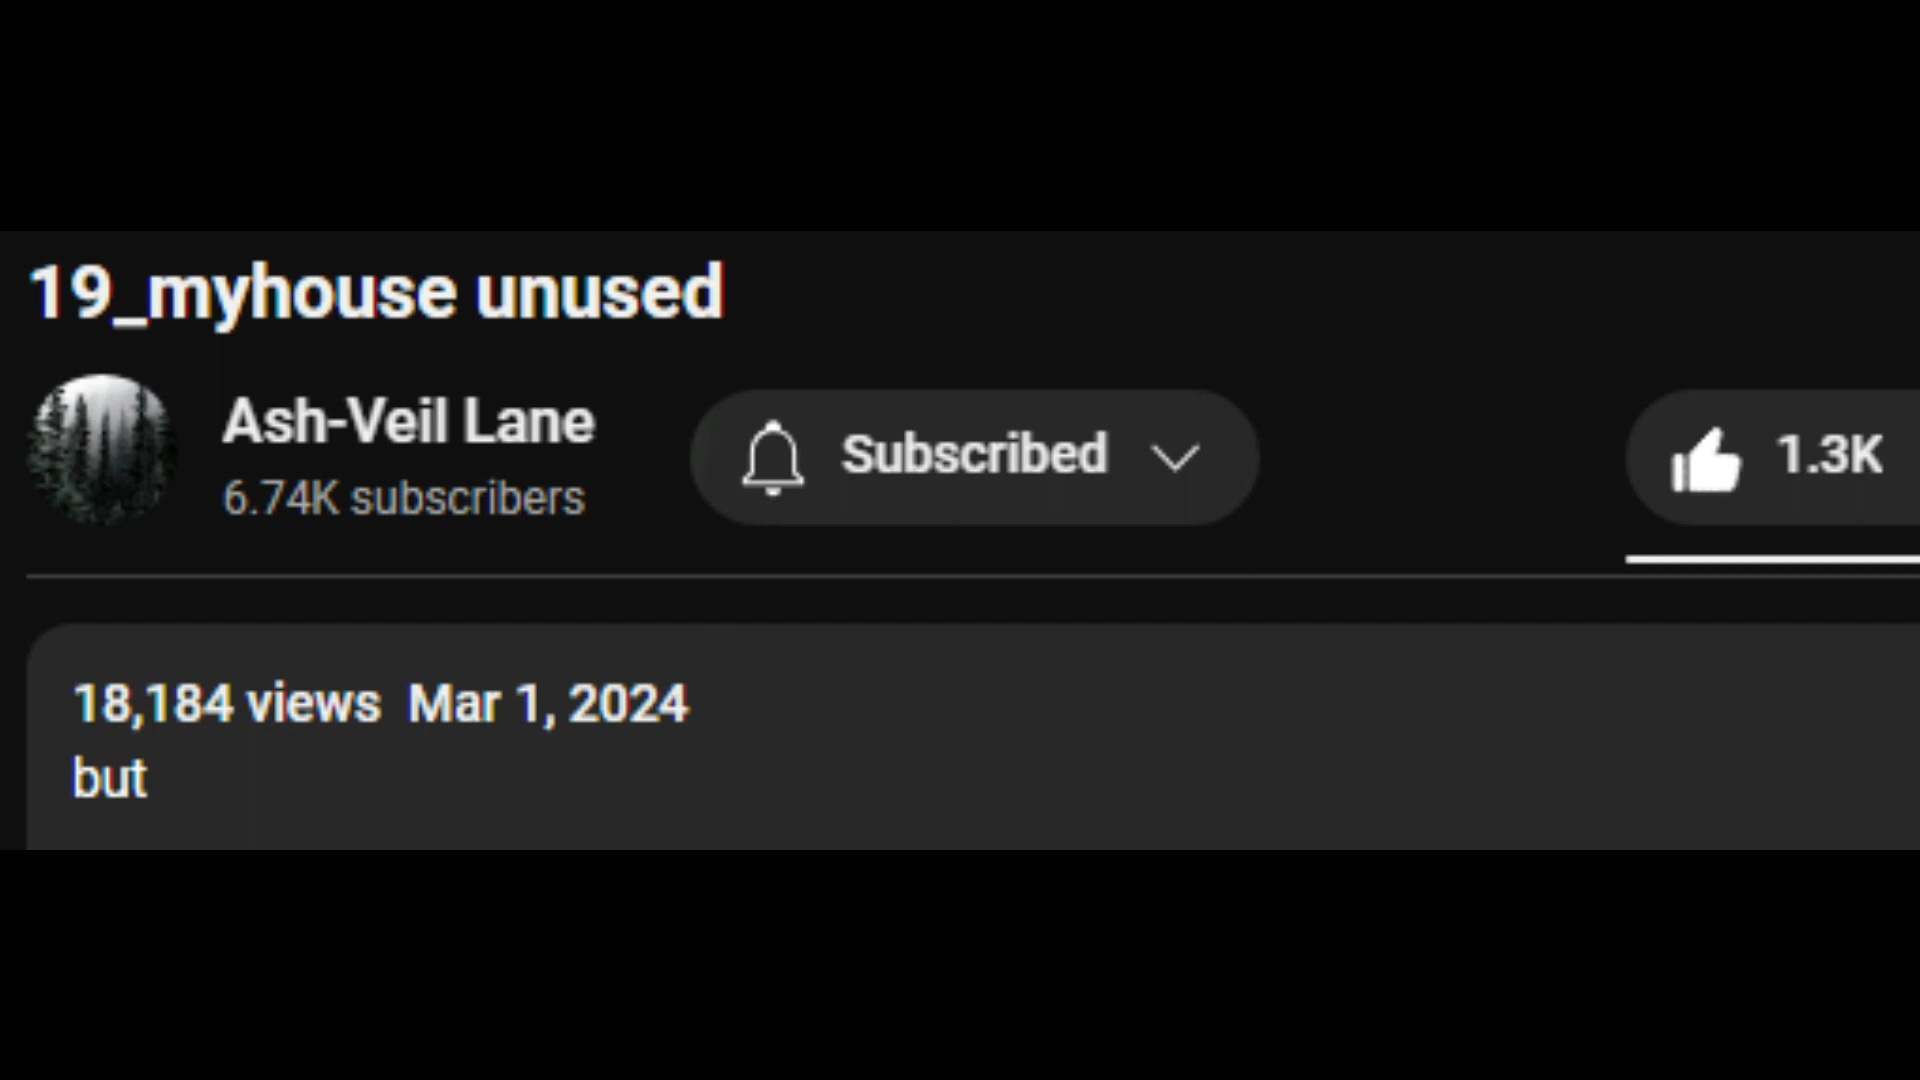 19_myhouse unused
Ash-Veil Lane
6.74K subscribers
Subscribed
1.3K
18,184 views  Mar 1, 2024
but